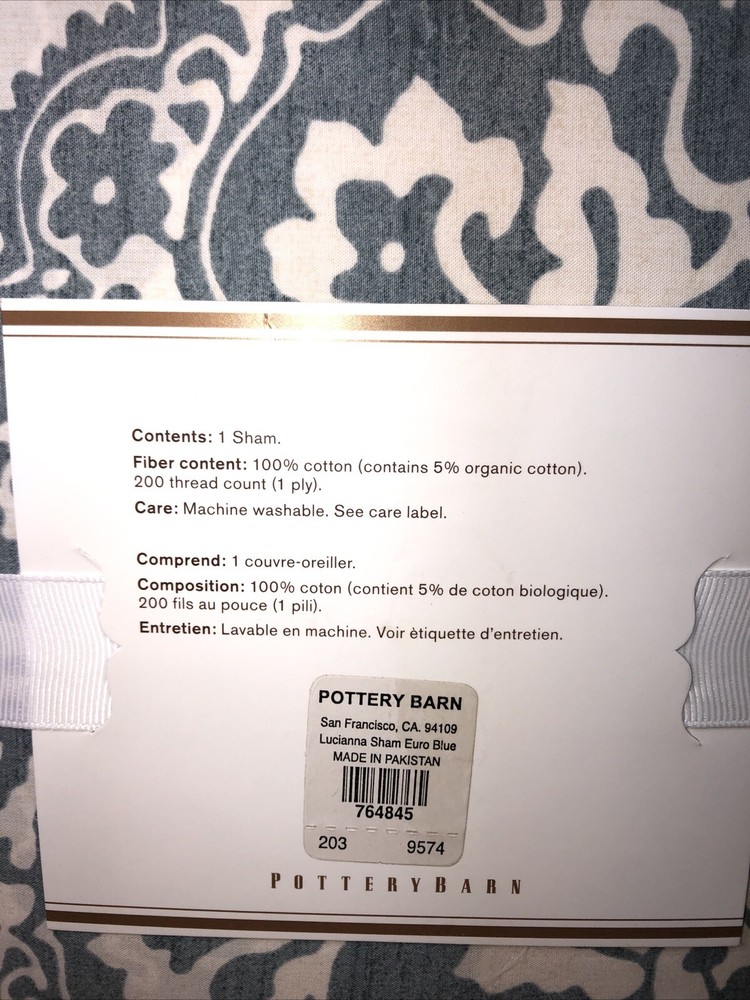 Contents: 1 Sham.
Fiber content: 100% cotton (contains 5% organic cotton).
200 thread count (1 ply).
Care: Machine washable. See care label.
Comprend: 1 couvre-oreiller.
Composition: 100% coton (contient 5% de coton biologique).
200 fils au pouce (1 pili).
Entretien: Lavable en machine. Voir ètiquette d'entretien.
POTTERY BARN
San Francisco, CA. 94109
Lucianna Sham Euro Blue
MADE IN PAKISTAN
764845
203 9574
POTTERYBARN